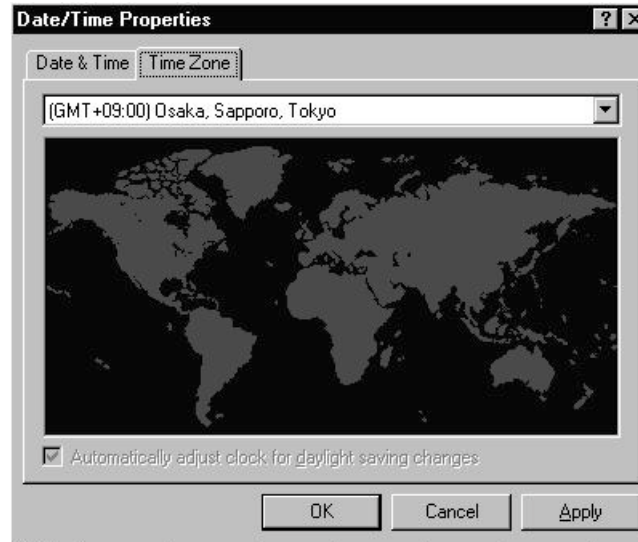 Date/Time Properties
Date & Time Time Zone
(GMT+09:00) Osaka, Sapporo, Tokyo
Automatically adjust clock for daylight saving changes
OK Cancel Apply